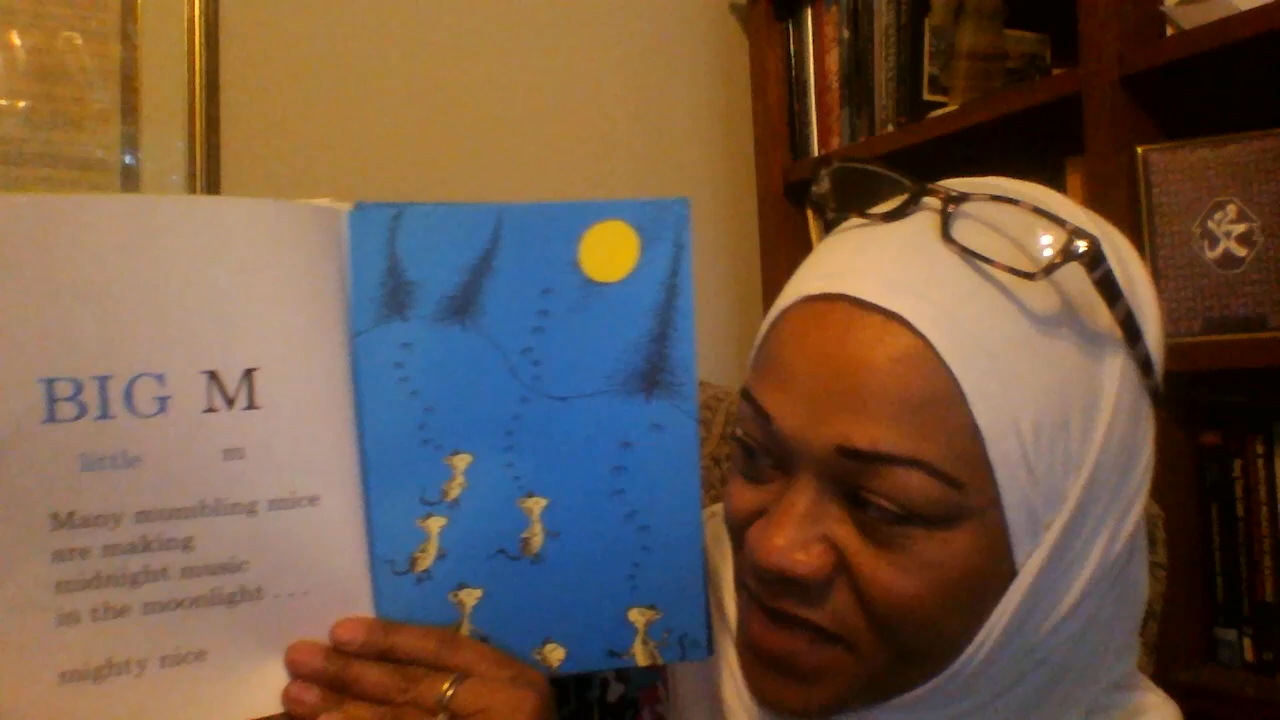 BIG M
little m
Many mumbling mice
are making
midnight music
in the moonlight . . .
mighty nice